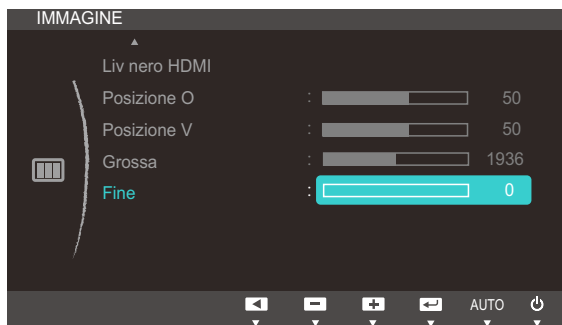 IMMAGINE
Liv nero HDMI
Posizione O : 50
Posizione V : 50
Grossa : 1936
Fine : 0
AUTO